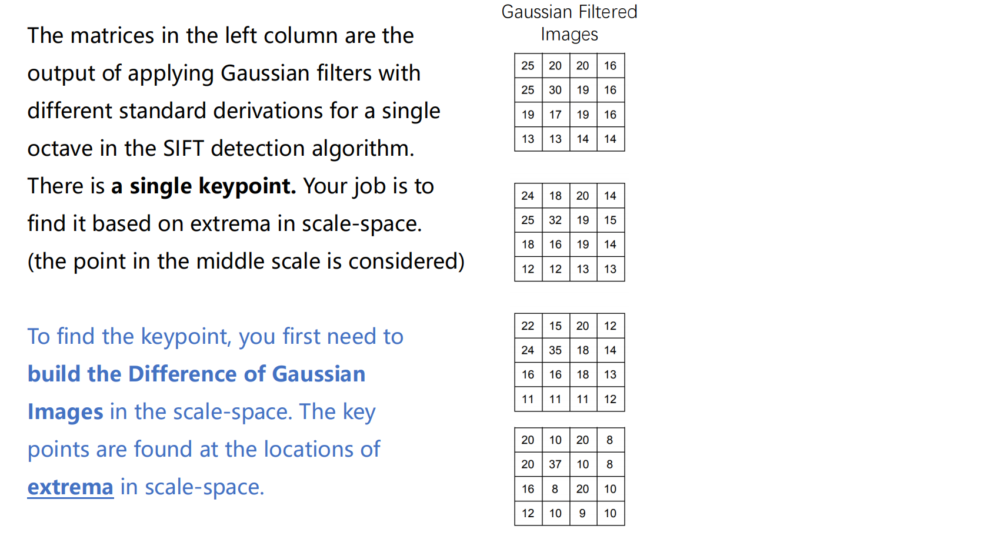 The matrices in the left column are the
output of applying Gaussian filters with
different standard derivations for a single
octave in the SIFT detection algorithm.
There is a single keypoint. Your job is to
find it based on extrema in scale-space.
(the point in the middle scale is considered)
To find the keypoint, you first need to
build the Difference of Gaussian
Images in the scale-space. The key
points are found at the locations of
extrema in scale-space.
Gaussian Filtered
Images
25 20 20 16
25 30 19 16
19 17 19 16
13 13 14 14
24 18 20 14
25 32 19 15
18 16 19 14
12 12 13 13
22 15 20 12
24 35 18 14
16 16 18 13
11 11 11 12
20 10 20 8
20 37 10 8
16 8 20 10
12 10 9 10